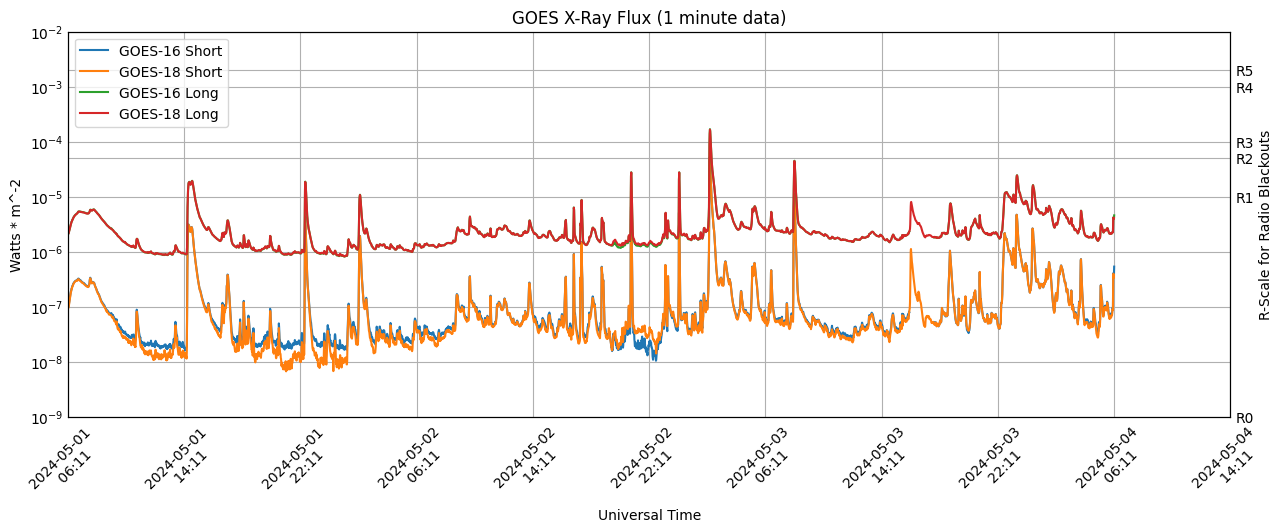 GOES X-Ray Flux (1 minute data)
GOES-16 Short
GOES-18 Short
GOES-16 Long
GOES-18 Long
Watts * m^-2
10^-2
10^-3
10^-4
10^-5
10^-6
10^-7
10^-8
10^-9
R5
R4
R3
R2
R1
R0
R-Scale for Radio Blackouts
2024-05-01
06:11
2024-05-01
14:11
2024-05-01
22:11
2024-05-02
06:11
2024-05-02
14:11
2024-05-02
22:11
2024-05-03
06:11
2024-05-03
14:11
2024-05-03
22:11
2024-05-04
06:11
2024-05-04
14:11
Universal Time